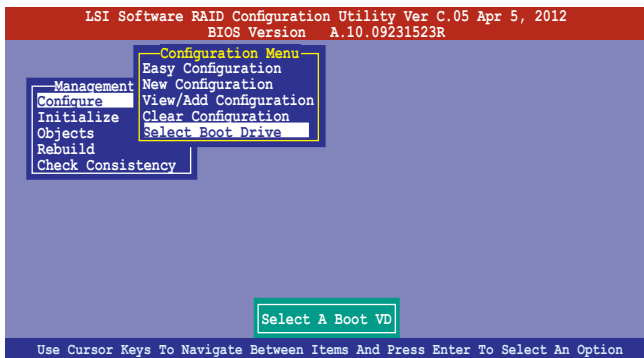 LSI Software RAID Configuration Utility Ver C.05 Apr 5, 2012
BIOS Version A.10.09231523R
Configuration Menu
Easy Configuration
New Configuration
View/Add Configuration
Clear Configuration
Select Boot Drive
Management
Configure
Initialize
Objects
Rebuild
Check Consistency
Select A Boot VD
Use Cursor Keys To Navigate Between Items And Press Enter To Select An Option